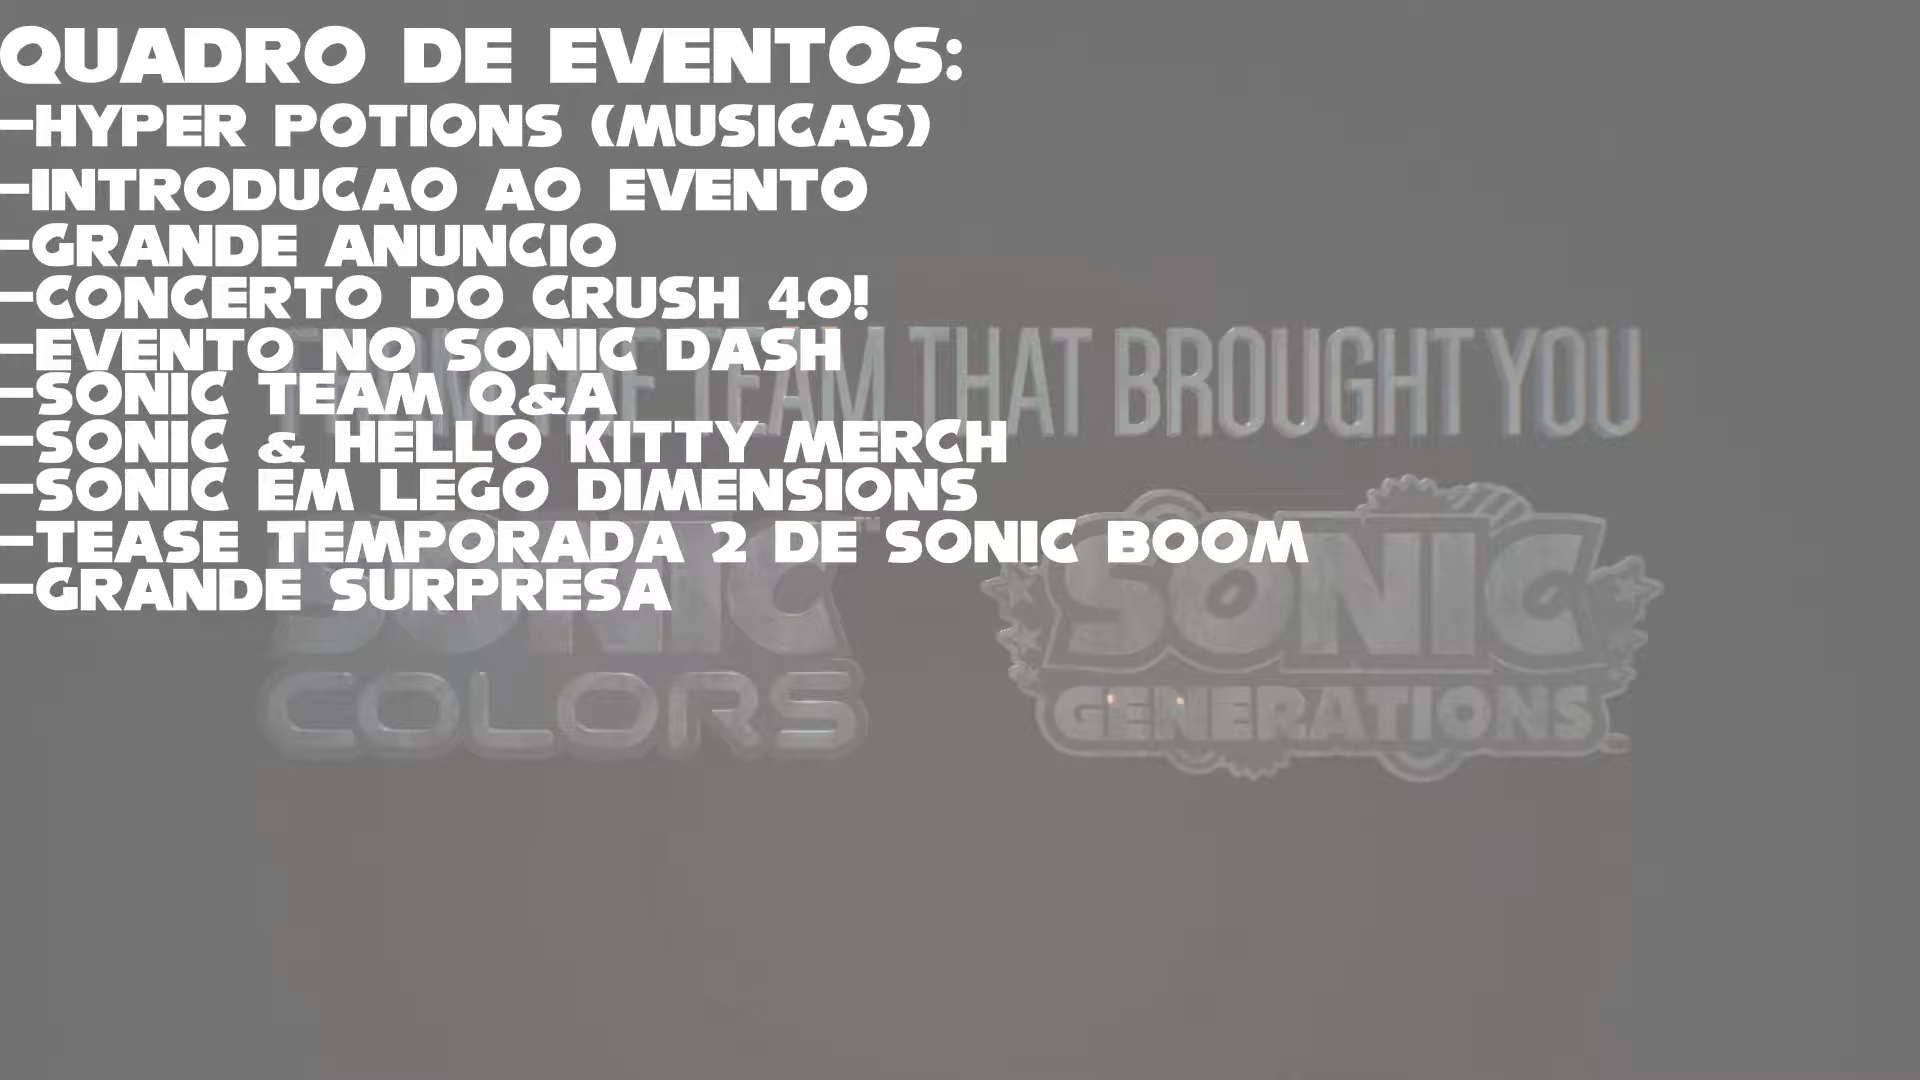 QUADRO DE EVENTOS:
-HYPER POTIONS (MUSICAS)
-INTRODUCAO AO EVENTO
-GRANDE ANUNCIO
-CONCERTO DO CRUSH 40!
-EVENTO NO SONIC DASH
-SONIC TEAM Q&A
-SONIC & HELLO KITTY MERCH
-SONIC EM LEGO DIMENSIONS
-TEASE TEMPORADA 2 DE SONIC BOOM
-GRANDE SURPRESA
TEAM THAT BROUGHT YOU
SONIC
COLORS
SONIC
GENERATIONS